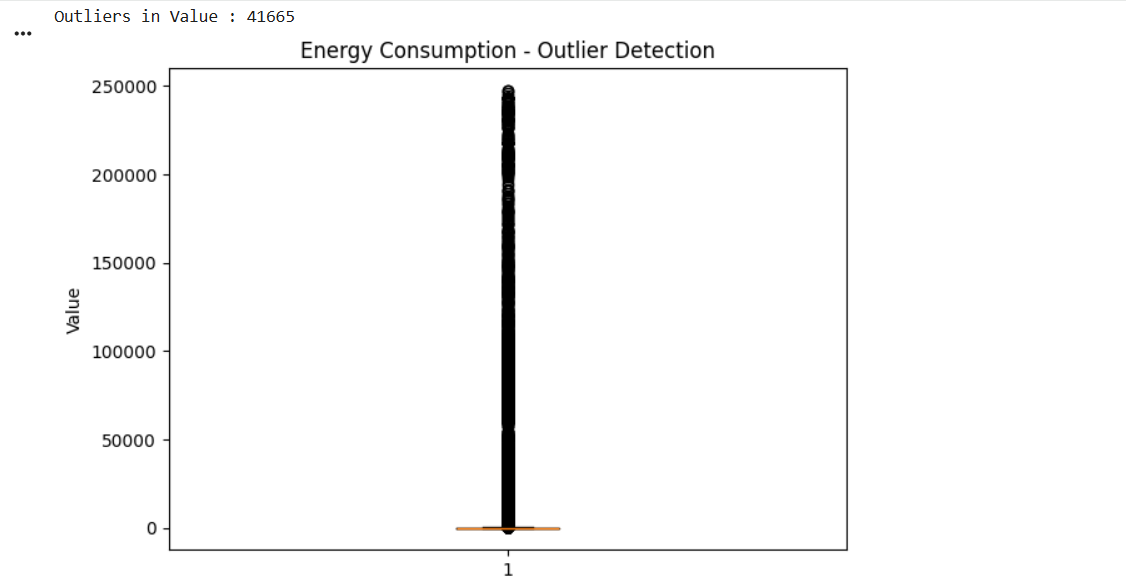 Outliers in Value : 41665
Energy Consumption - Outlier Detection
250000
200000
150000
100000
50000
0
Value
1